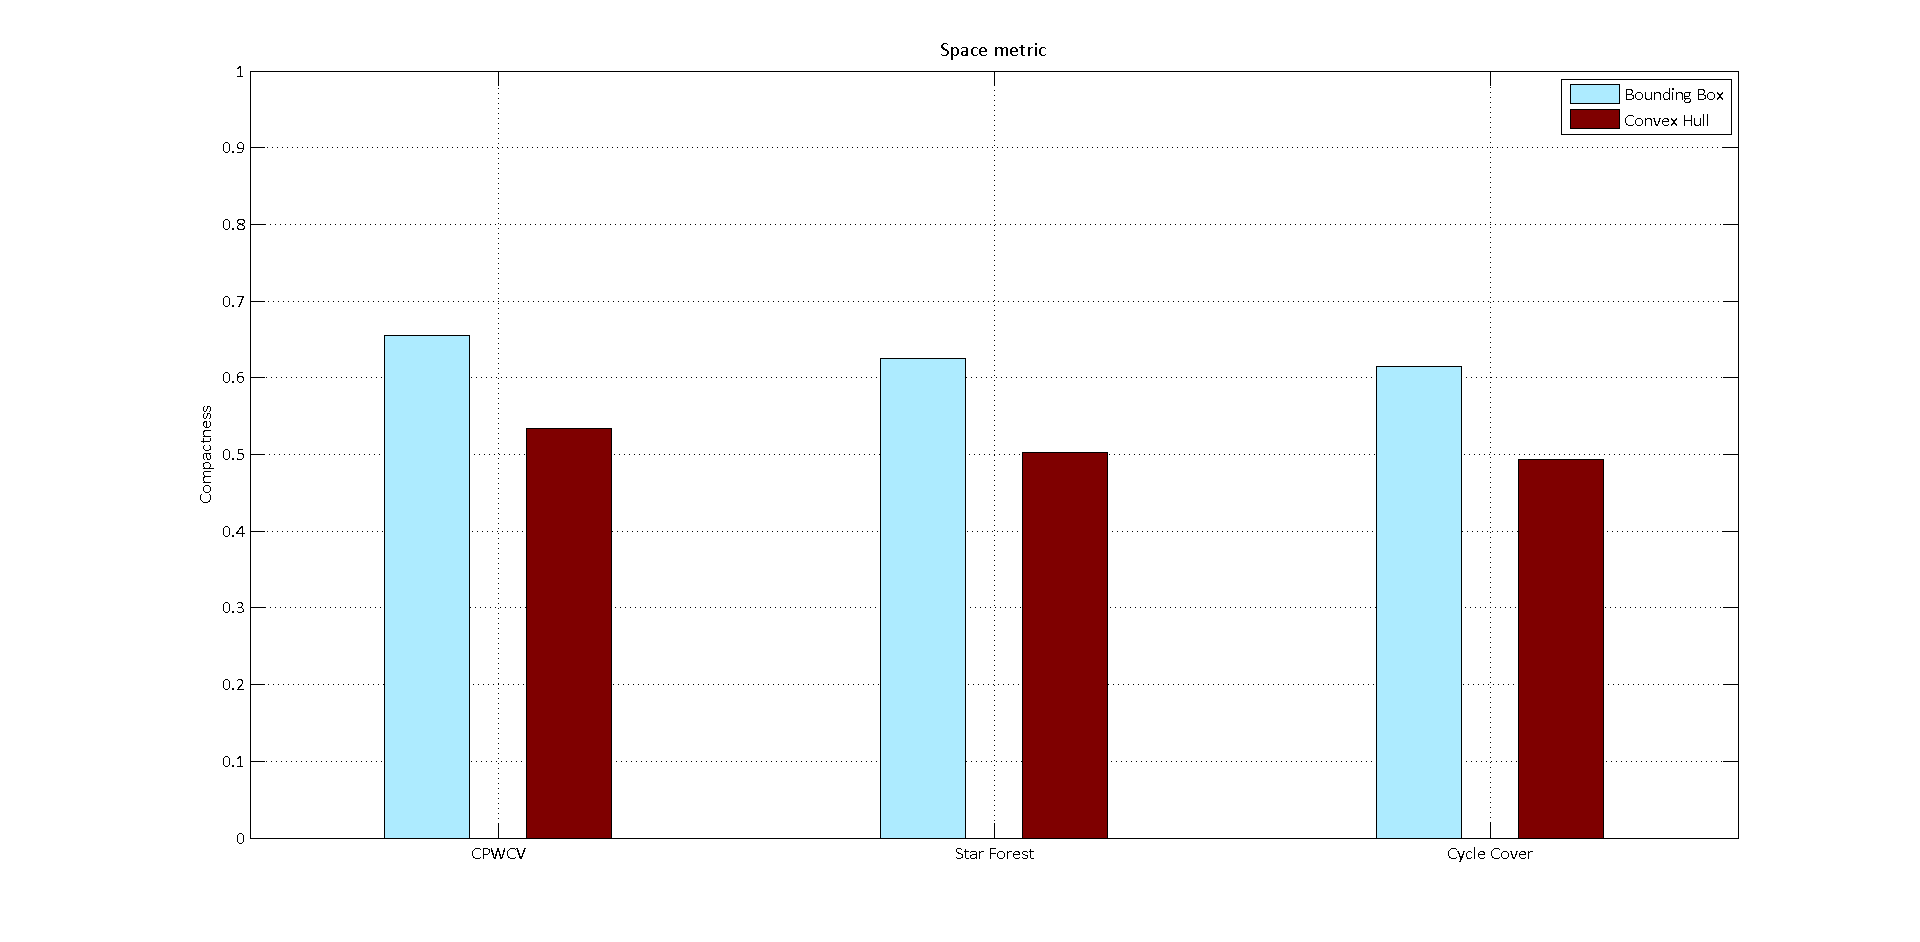 Space metric
Bounding Box
Convex Hull
Compactness
1
0.9
0.8
0.7
0.6
0.5
0.4
0.3
0.2
0.1
0
CPWCV Star Forest Cycle Cover